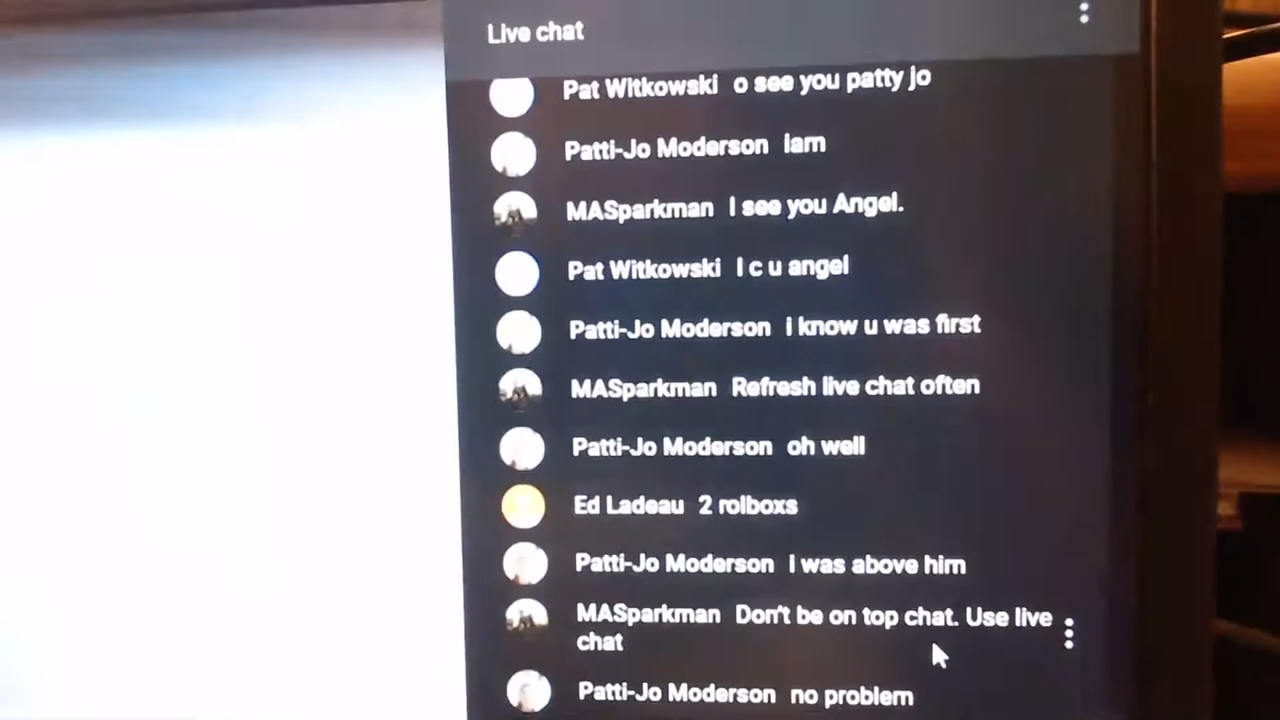 Live chat
Pat Witkowski o see you patty jo
Patti-Jo Moderson iam
MASparkman I see you Angel.
Pat Witkowski I c u angel
Patti-Jo Moderson i know u was first
MASparkman Refresh live chat often
Patti-Jo Moderson oh well
Ed Ladeau 2 rolboxs
Patti-Jo Moderson I was above him
MASparkman Don't be on top chat. Use live
chat
Patti-Jo Moderson no problem